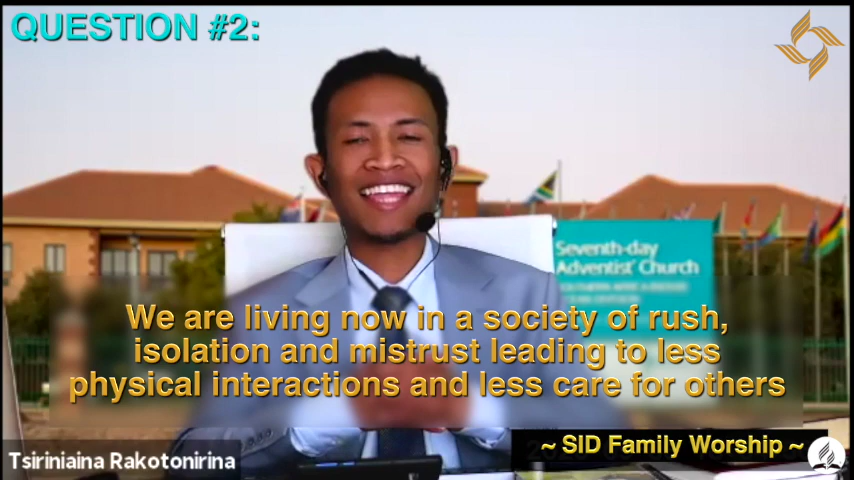 QUESTION #2:
Seventh-day
Adventist® Church
We are living now in a society of rush,
isolation and mistrust leading to less
physical interactions and less care for others
~ SID Family Worship ~
Tsiriniaina Rakotonirina